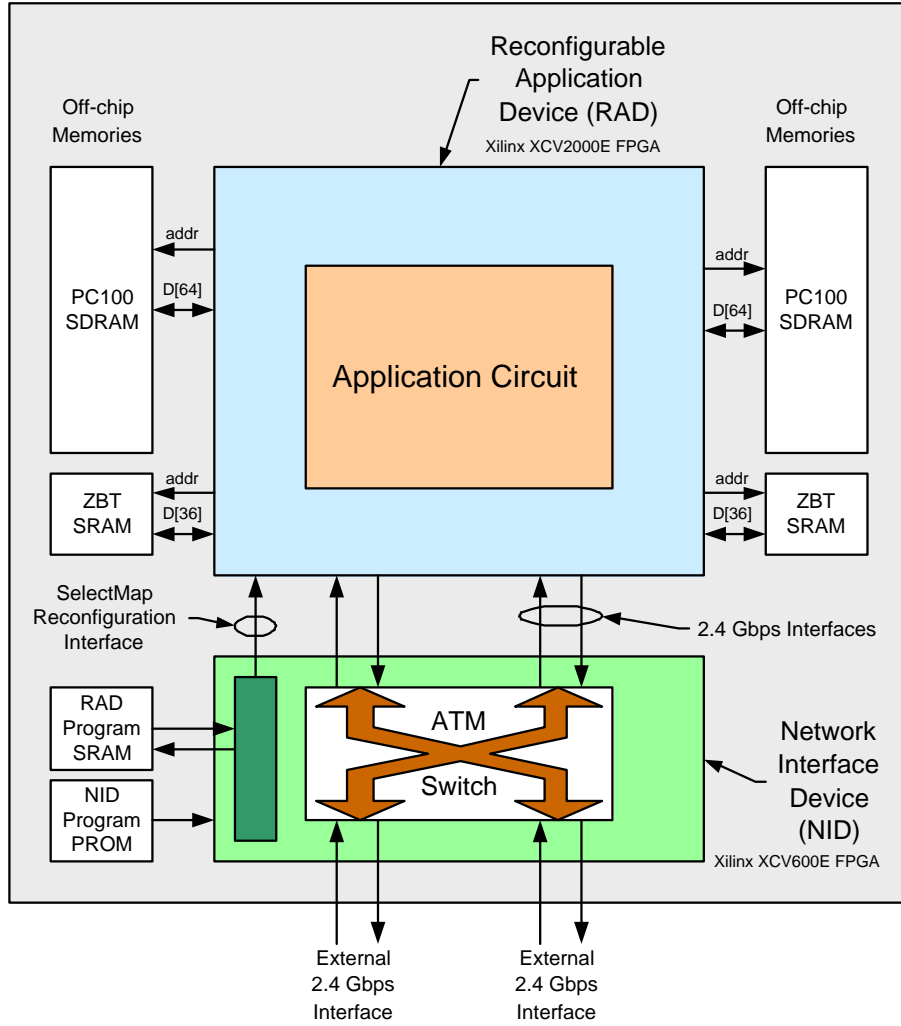 Reconfigurable
Application
Device (RAD)
Xilinx XCV2000E FPGA
Off-chip
Memories
Off-chip
Memories
PC100
SDRAM
addr
D[64]
addr
D[64]
PC100
SDRAM
Application Circuit
ZBT
SRAM
addr
D[36]
addr
D[36]
ZBT
SRAM
SelectMap
Reconfiguration
Interface
2.4 Gbps Interfaces
RAD
Program
SRAM
NID
Program
PROM
ATM
Switch
Network
Interface
Device
(NID)
Xilinx XCV600E FPGA
External
2.4 Gbps
Interface
External
2.4 Gbps
Interface